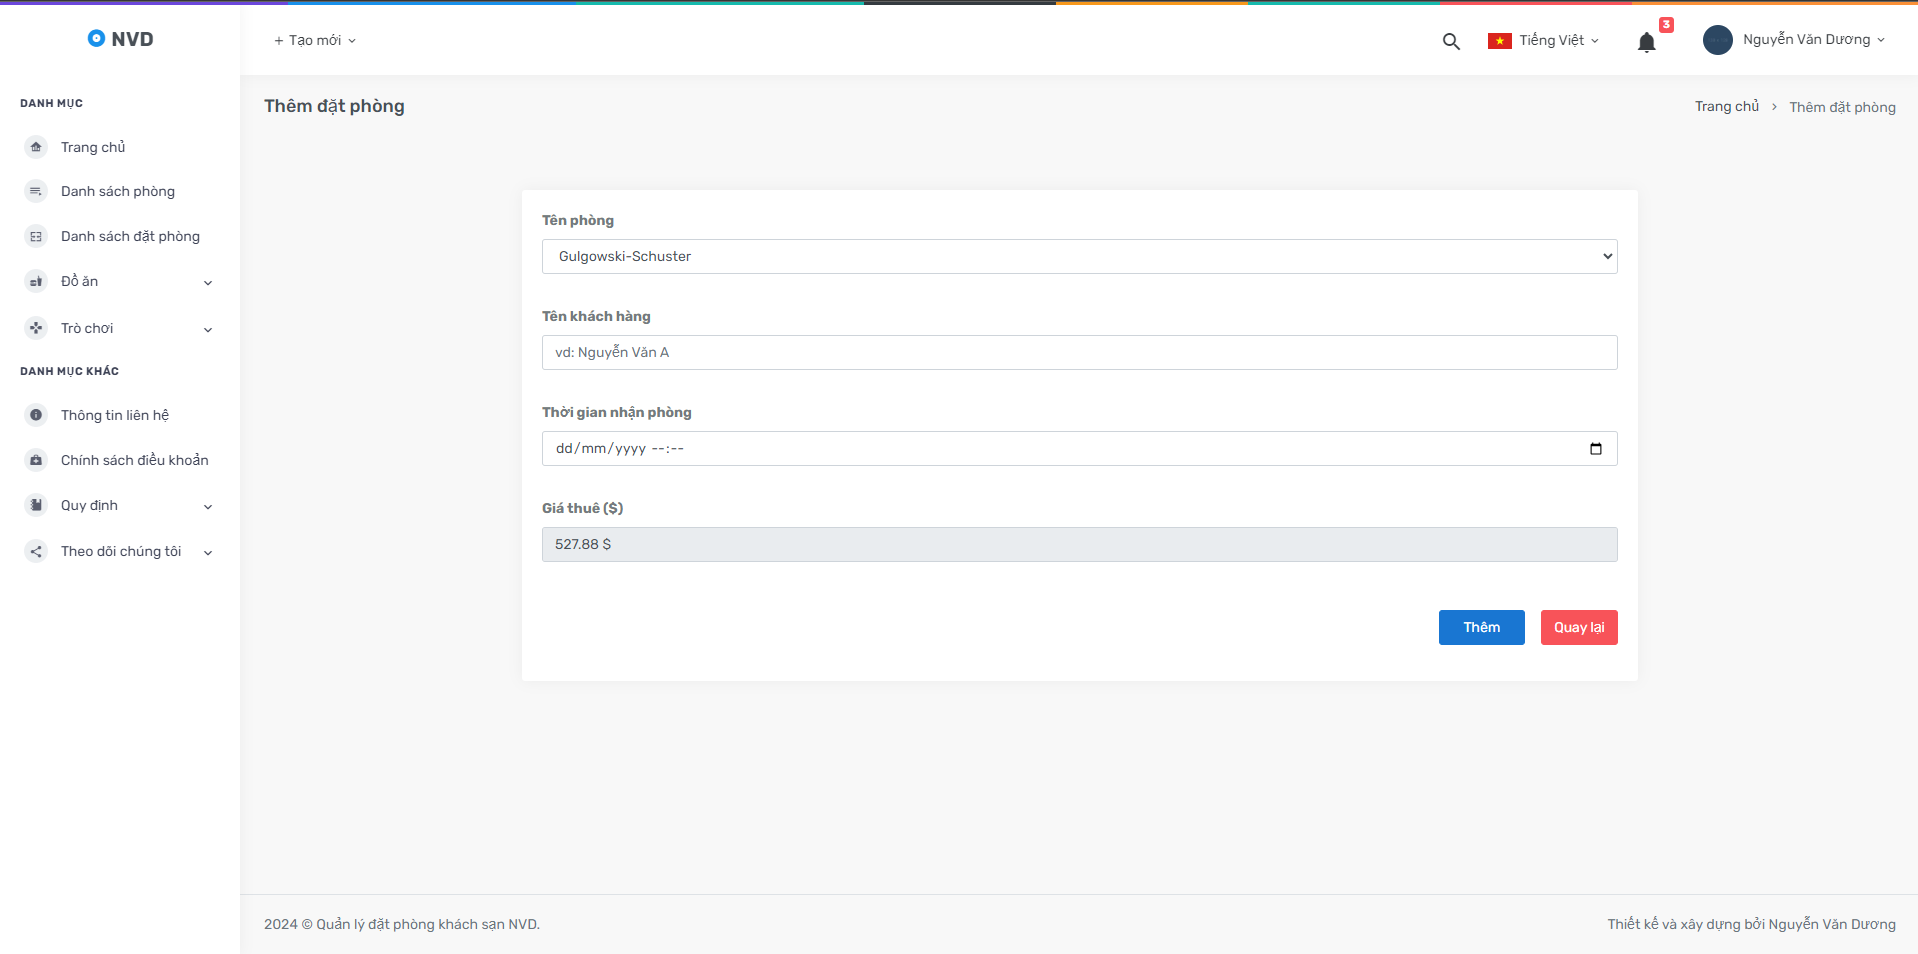 NVD
+ Tạo mới
Tiếng Việt
3
Nguyễn Văn Dương
DANH MỤC
Trang chủ
Danh sách phòng
Danh sách đặt phòng
Đồ ăn
Trò chơi
DANH MỤC KHÁC
Thông tin liên hệ
Chính sách điều khoản
Quy định
Theo dõi chúng tôi
Thêm đặt phòng
Trang chủ > Thêm đặt phòng
Tên phòng
Gulgowski-Schuster
Tên khách hàng
vd: Nguyễn Văn A
Thời gian nhận phòng
dd/mm/yyyy --:--
Giá thuê ($)
527.88 $
Thêm
Quay lại
2024 © Quản lý đặt phòng khách sạn NVD.
Thiết kế và xây dựng bởi Nguyễn Văn Dương